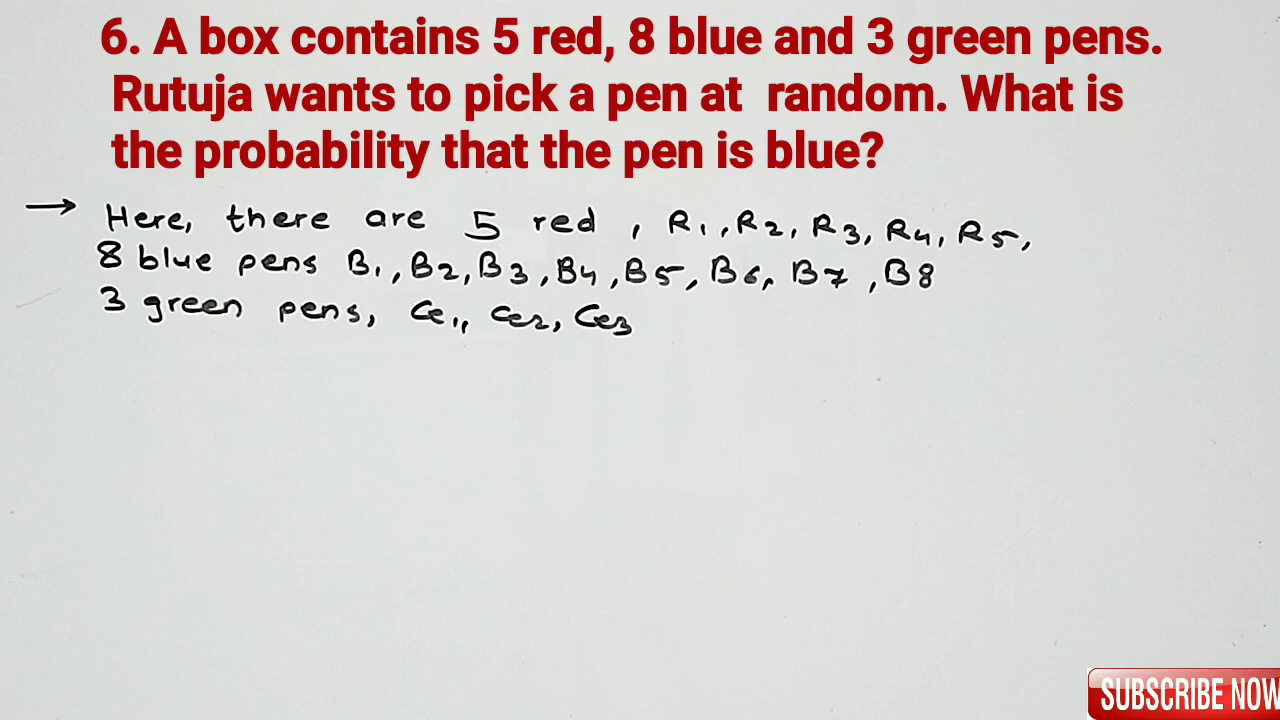 6. A box contains 5 red, 8 blue and 3 green pens.
Rutuja wants to pick a pen at random. What is
the probability that the pen is blue?
→ Here, there are 5 red , R1, R2, R3, R4, R5,
8 blue pens B1, B2, B3, B4, B5, B6, B7, B8
3 green pens, G1, G2, G3
SUBSCRIBE NOW